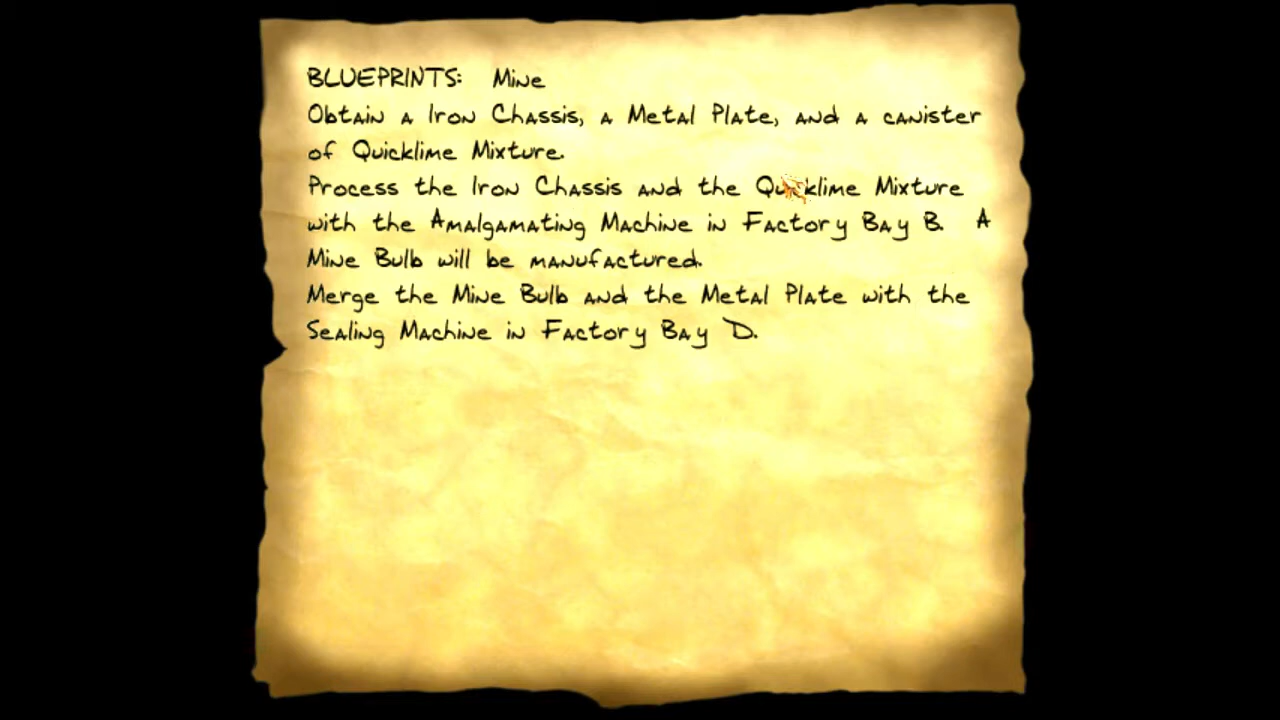 BLUEPRINTS: Mine
Obtain a Iron Chassis, a Metal Plate, and a canister
of Quicklime Mixture.
Process the Iron Chassis and the Quicklime Mixture
with the Amalgamating Machine in Factory Bay B. A
Mine Bulb will be manufactured.
Merge the Mine Bulb and the Metal Plate with the
Sealing Machine in Factory Bay D.